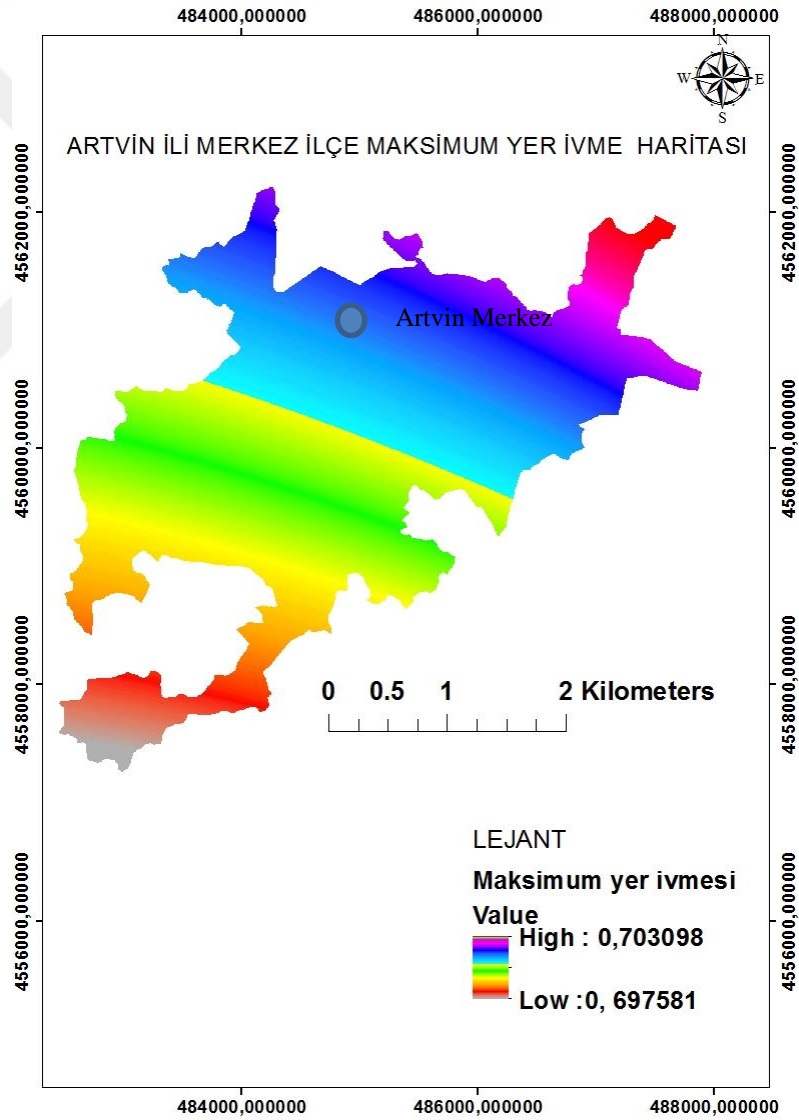 484000,000000 486000,000000 488000,000000
N
W E
S
ARTVİN İLİ MERKEZ İLÇE MAKSİMUM YER İVME HARİTASI
4562000,000000 4562000,000000
Artvin Merkez
4560000,000000 4560000,000000
4558000,000000 4558000,000000
0 0.5 1 2 Kilometers
LEJANT
Maksimum yer ivmesi
Value
High : 0,703098
Low :0, 697581
4556000,000000 4556000,000000
484000,000000 486000,000000 488000,000000